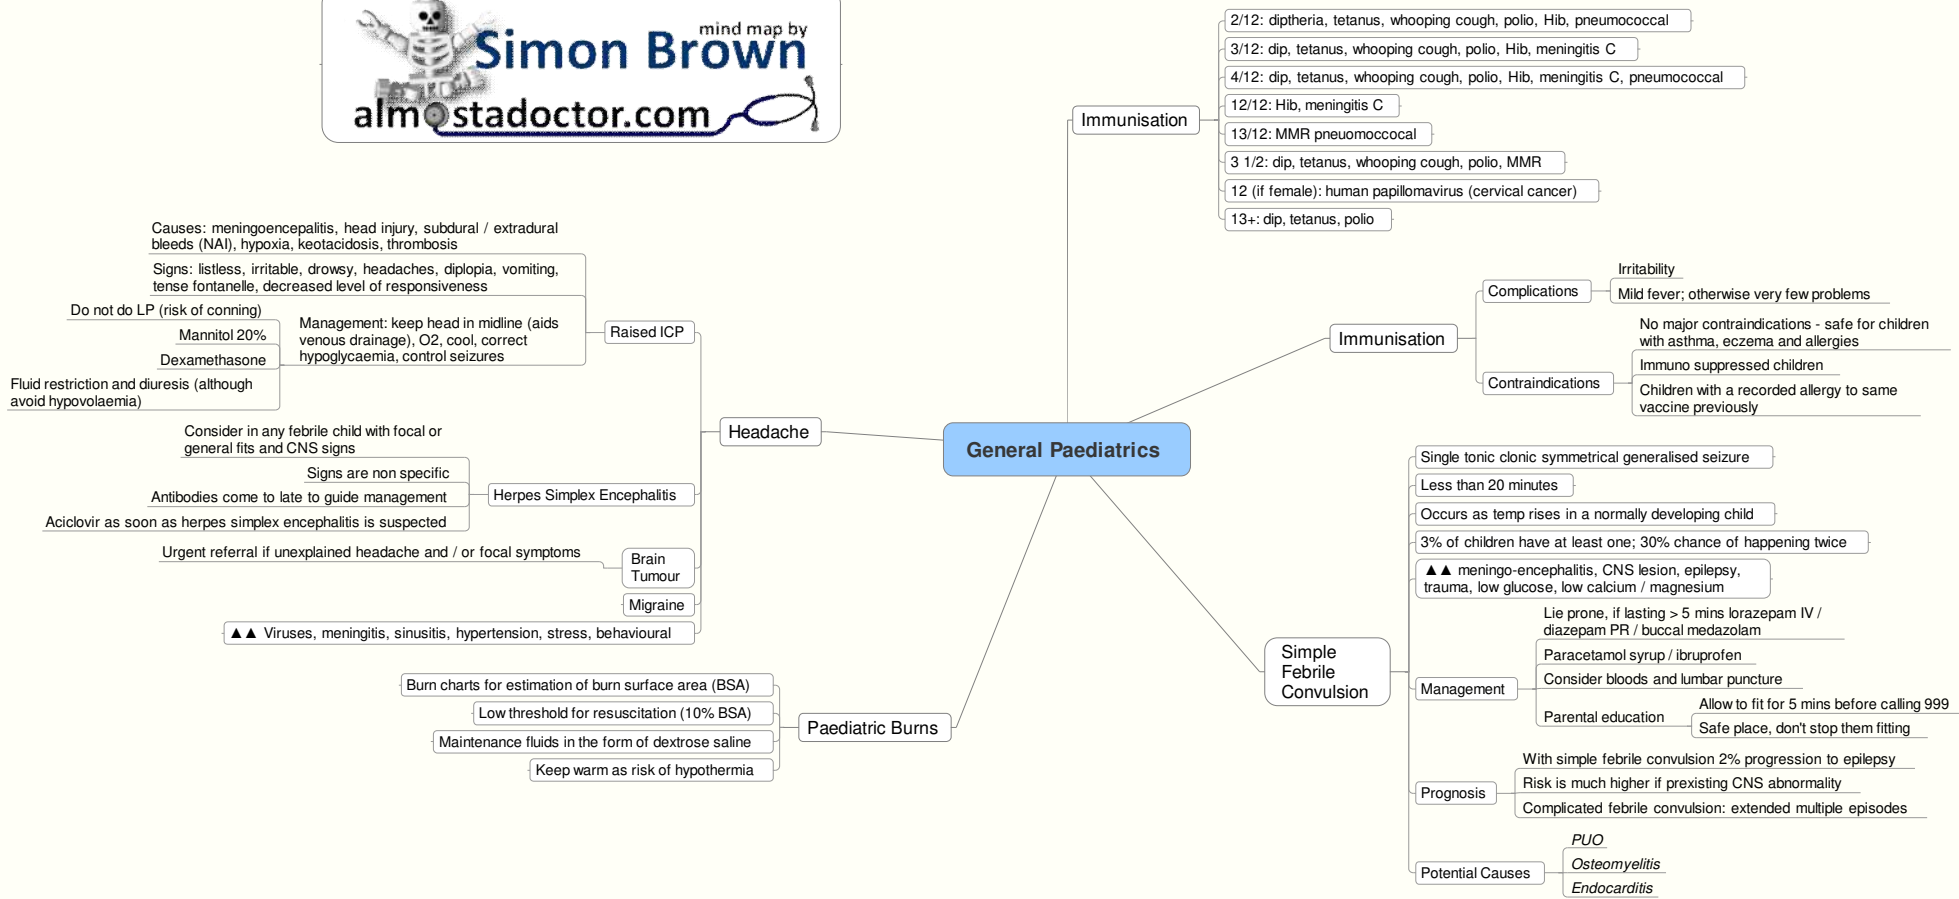 mind map by
Simon Brown
almostadoctor.com
General Paediatrics
Immunisation
2/12: diptheria, tetanus, whooping cough, polio, Hib, pneumococcal
3/12: dip, tetanus, whooping cough, polio, Hib, meningitis C
4/12: dip, tetanus, whooping cough, polio, Hib, meningitis C, pneumococcal
12/12: Hib, meningitis C
13/12: MMR pneuomoccocal
3 1/2: dip, tetanus, whooping cough, polio, MMR
12 (if female): human papillomavirus (cervical cancer)
13+: dip, tetanus, polio
Immunisation
Complications
Irritability
Mild fever; otherwise very few problems
Contraindications
No major contraindications - safe for children
with asthma, eczema and allergies
Immuno suppressed children
Children with a recorded allergy to same
vaccine previously
Simple
Febrile
Convulsion
Single tonic clonic symmetrical generalised seizure
Less than 20 minutes
Occurs as temp rises in a normally developing child
3% of children have at least one; 30% chance of happening twice
▲▲ meningo-encephalitis, CNS lesion, epilepsy,
trauma, low glucose, low calcium / magnesium
Management
Lie prone, if lasting > 5 mins lorazepam IV /
diazepam PR / buccal medazolam
Paracetamol syrup / ibruprofen
Consider bloods and lumbar puncture
Parental education
Allow to fit for 5 mins before calling 999
Safe place, don't stop them fitting
Prognosis
With simple febrile convulsion 2% progression to epilepsy
Risk is much higher if prexisting CNS abnormality
Complicated febrile convulsion: extended multiple episodes
Potential Causes
PUO
Osteomyelitis
Endocarditis
Headache
Raised ICP
Causes: meningoencepalitis, head injury, subdural / extradural
bleeds (NAI), hypoxia, keotacidosis, thrombosis
Signs: listless, irritable, drowsy, headaches, diplopia, vomiting,
tense fontanelle, decreased level of responsiveness
Management: keep head in midline (aids
venous drainage), O2, cool, correct
hypoglycaemia, control seizures
Do not do LP (risk of conning)
Mannitol 20%
Dexamethasone
Fluid restriction and diuresis (although
avoid hypovolaemia)
Herpes Simplex Encephalitis
Consider in any febrile child with focal or
general fits and CNS signs
Signs are non specific
Antibodies come to late to guide management
Aciclovir as soon as herpes simplex encephalitis is suspected
Brain
Tumour
Urgent referral if unexplained headache and / or focal symptoms
Migraine
▲▲ Viruses, meningitis, sinusitis, hypertension, stress, behavioural
Paediatric Burns
Burn charts for estimation of burn surface area (BSA)
Low threshold for resuscitation (10% BSA)
Maintenance fluids in the form of dextrose saline
Keep warm as risk of hypothermia